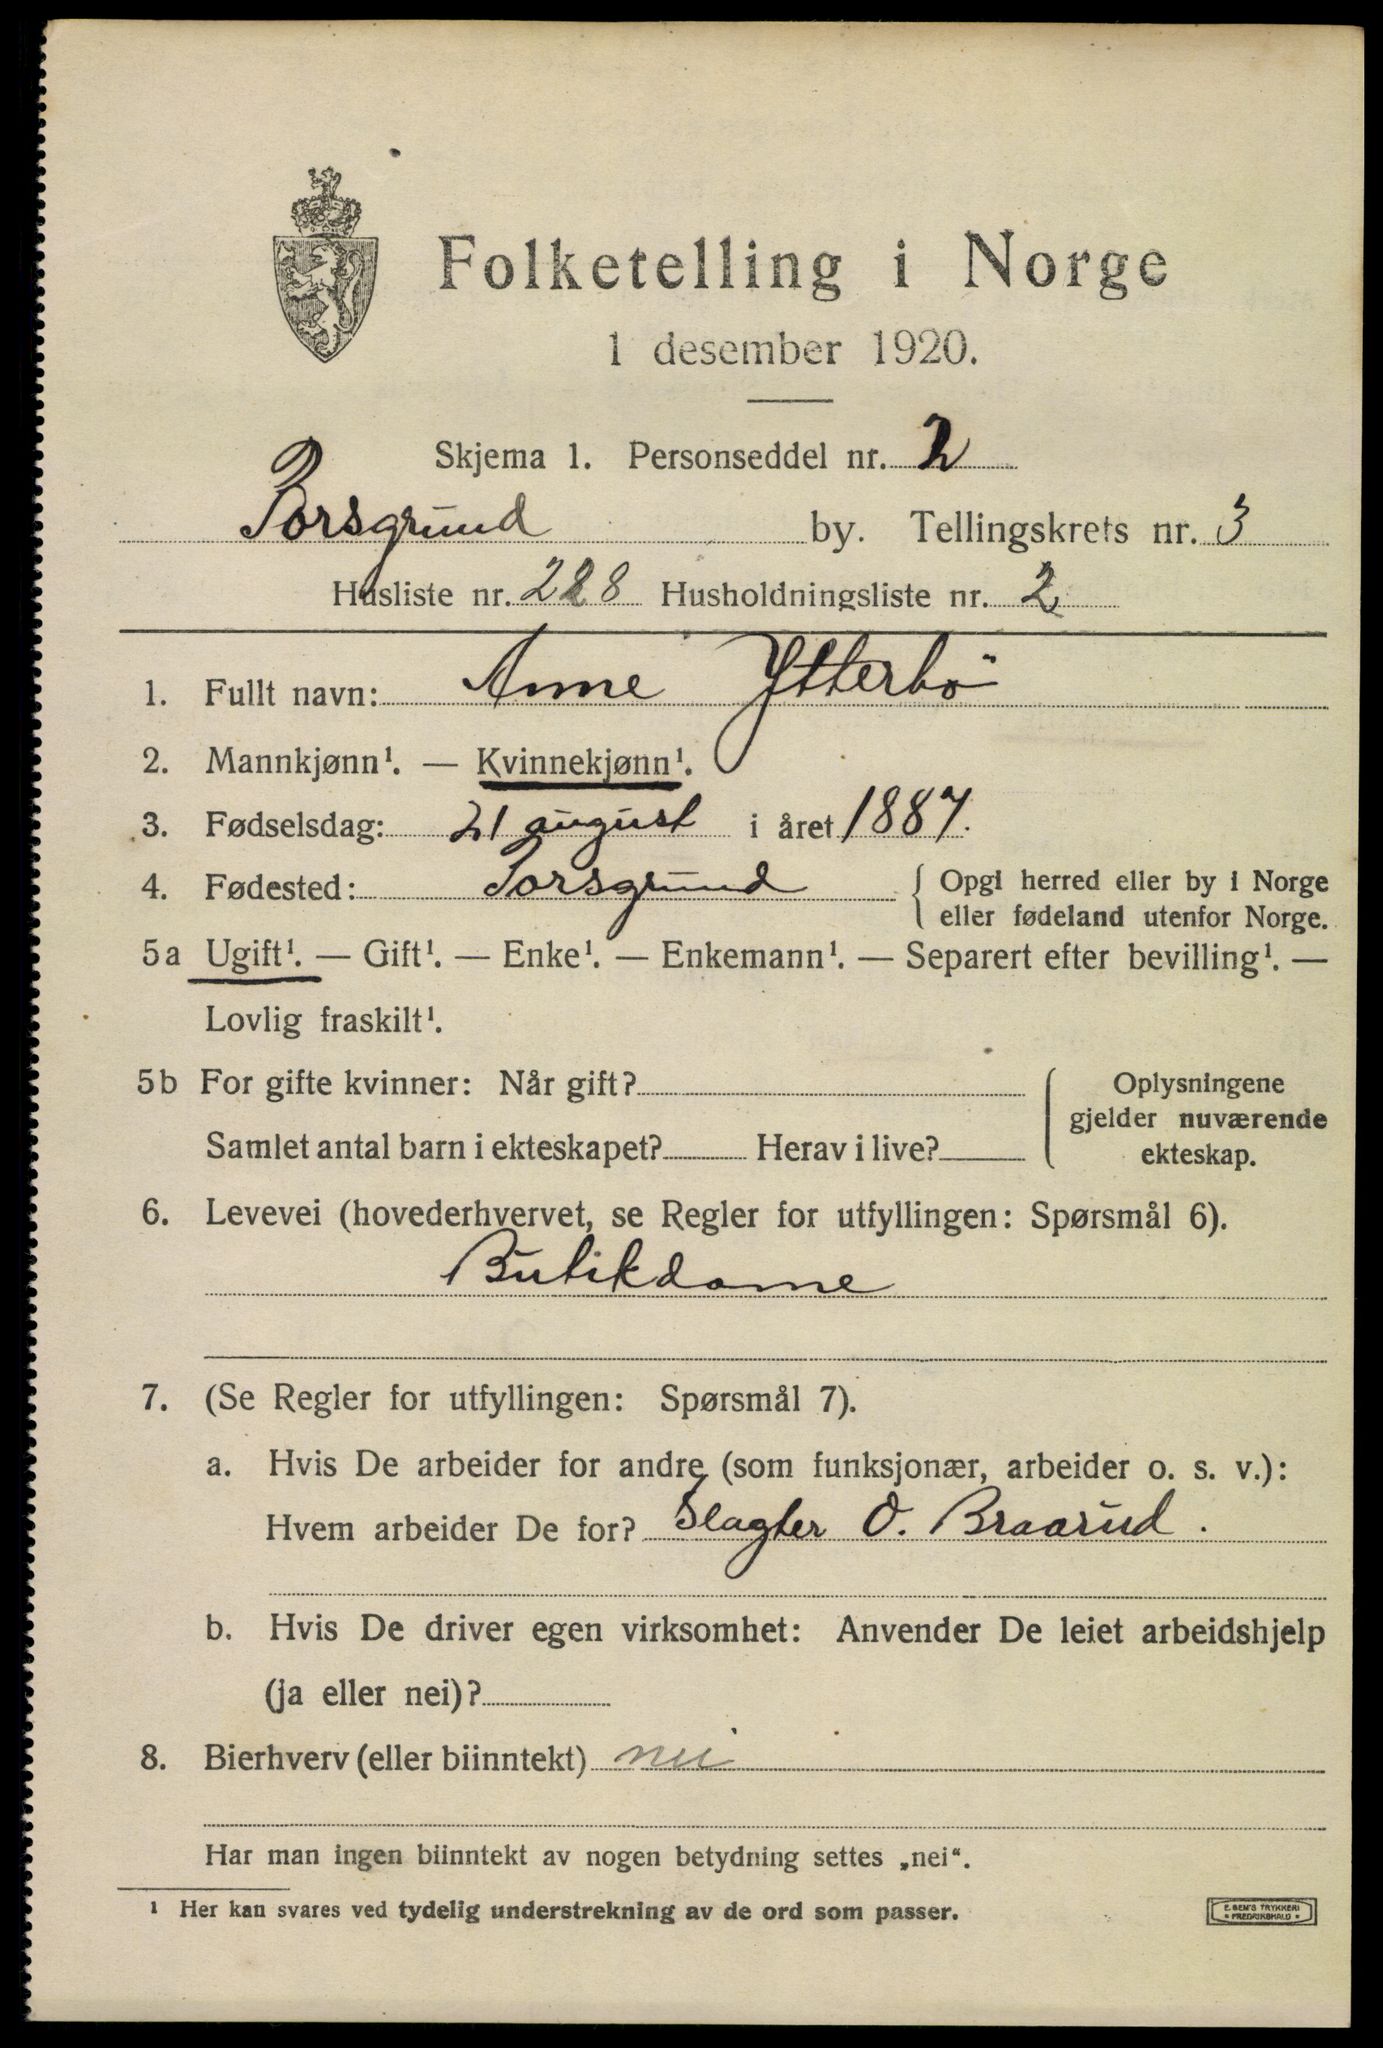 Folketelling i Norge
1 desember 1920.
Skjema 1. Personseddel nr. 2
Porsgrund by. Tellingskrets nr. 3
Husliste nr. 228 Husholdningsliste nr. 2
1. Fullt navn: Anne Ytterbö
2. Mannkjønn¹. — Kvinnekjønn¹.
3. Fødselsdag: 21 august i året 1887.
4. Fødested: Porsgrund { Opgi herred eller by i Norge
eller fødeland utenfor Norge.
5a Ugift¹. — Gift¹. — Enke¹. — Enkemann¹. — Separert efter bevilling¹. —
Lovlig fraskilt¹.
5b For gifte kvinner: Når gift?
Samlet antal barn i ekteskapet? Herav i live?
Oplysningene
gjelder nuværende
ekteskap.
6. Levevei (hovederhvervet, se Regler for utfyllingen: Spørsmål 6).
Butikdame
7. (Se Regler for utfyllingen: Spørsmål 7).
a. Hvis De arbeider for andre (som funksjonær, arbeider o. s. v.):
Hvem arbeider De for? Slagter O. Braarud.
b. Hvis De driver egen virksomhet: Anvender De leiet arbeidshjelp
(ja eller nei)?
8. Bierhverv (eller biinntekt) nei
Har man ingen biinntekt av nogen betydning settes „nei“.
¹ Her kan svares ved tydelig understrekning av de ord som passer.
E. SEM'S TRYKKERI
• FREDRIKSHALD •